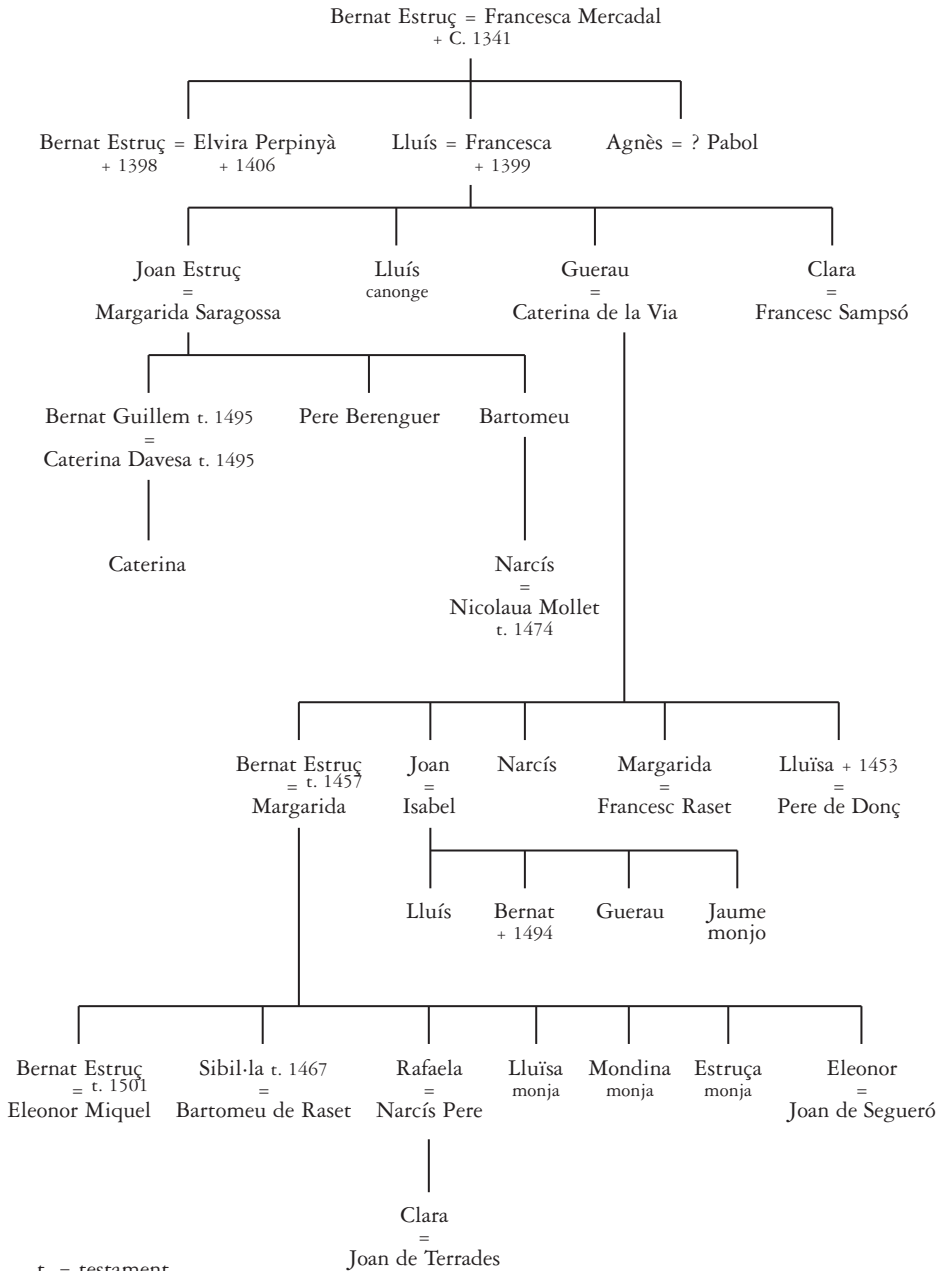 Bernat Estruç = Francesca Mercadal
+ C. 1341
Bernat Estruç = Elvira Perpinyà
+ 1398 + 1406
Lluís = Francesca
+ 1399
Agnès = ? Pabol
Joan Estruç
=
Margarida Saragossa
Lluís
canonge
Guerau
=
Caterina de la Via
Clara
=
Francesc Sampsó
Bernat Guillem t. 1495
=
Caterina Davesa t. 1495
Pere Berenguer
Bartomeu
Caterina
Narcís
=
Nicolaua Mollet
t. 1474
Bernat Estruç
= t. 1457
Margarida
Joan
=
Isabel
Narcís
Margarida
=
Francesc Raset
Lluïsa + 1453
=
Pere de Donç
Lluís
Bernat
+ 1494
Guerau
Jaume
monjo
Bernat Estruç
= t. 1501
Eleonor Miquel
Sibil·la t. 1467
=
Bartomeu de Raset
Rafaela
=
Narcís Pere
Lluïsa
monja
Mondina
monja
Estruça
monja
Eleonor
=
Joan de Segueró
Clara
=
Joan de Terrades
t. = testament